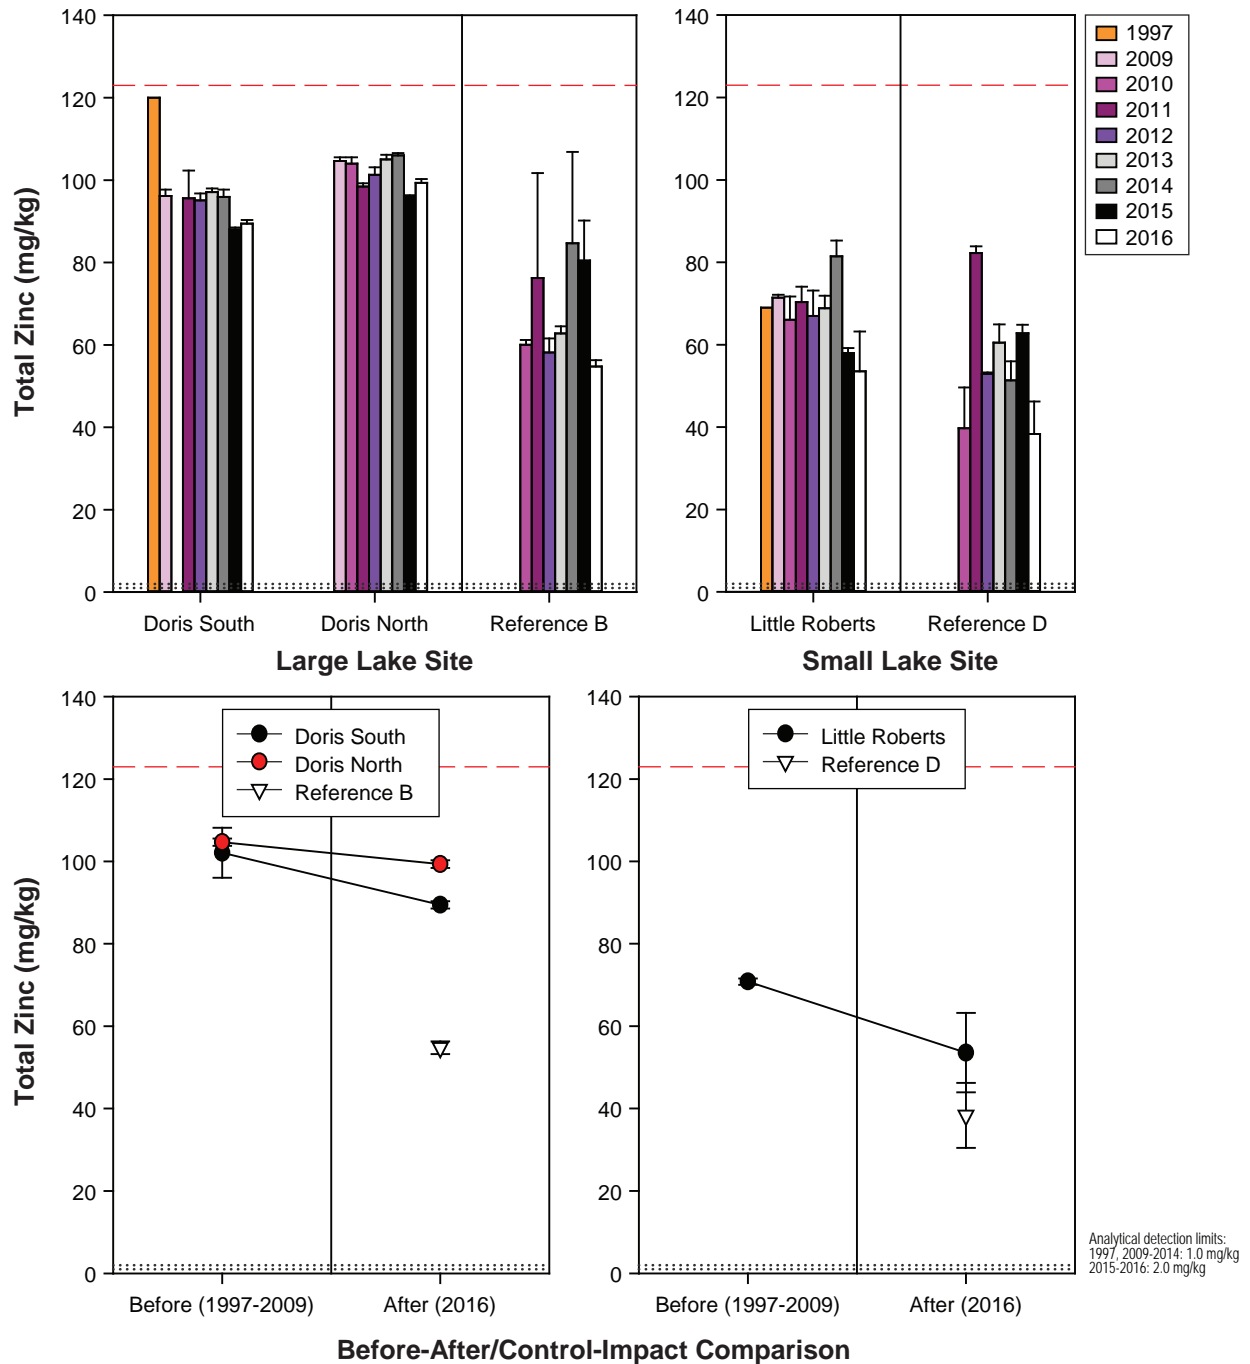 140
120
100
80
60
40
20
0
Total Zinc (mg/kg)
Doris South Doris North Reference B
Large Lake Site
140
120
100
80
60
40
20
0
Little Roberts Reference D
Small Lake Site
1997
2009
2010
2011
2012
2013
2014
2015
2016
140
120
100
80
60
40
20
0
Total Zinc (mg/kg)
Doris South
Doris North
Reference B
Before (1997-2009) After (2016)
140
120
100
80
60
40
20
0
Little Roberts
Reference D
Before (1997-2009) After (2016)
Analytical detection limits:
1997, 2009-2014: 1.0 mg/kg
2015-2016: 2.0 mg/kg
Before-After/Control-Impact Comparison